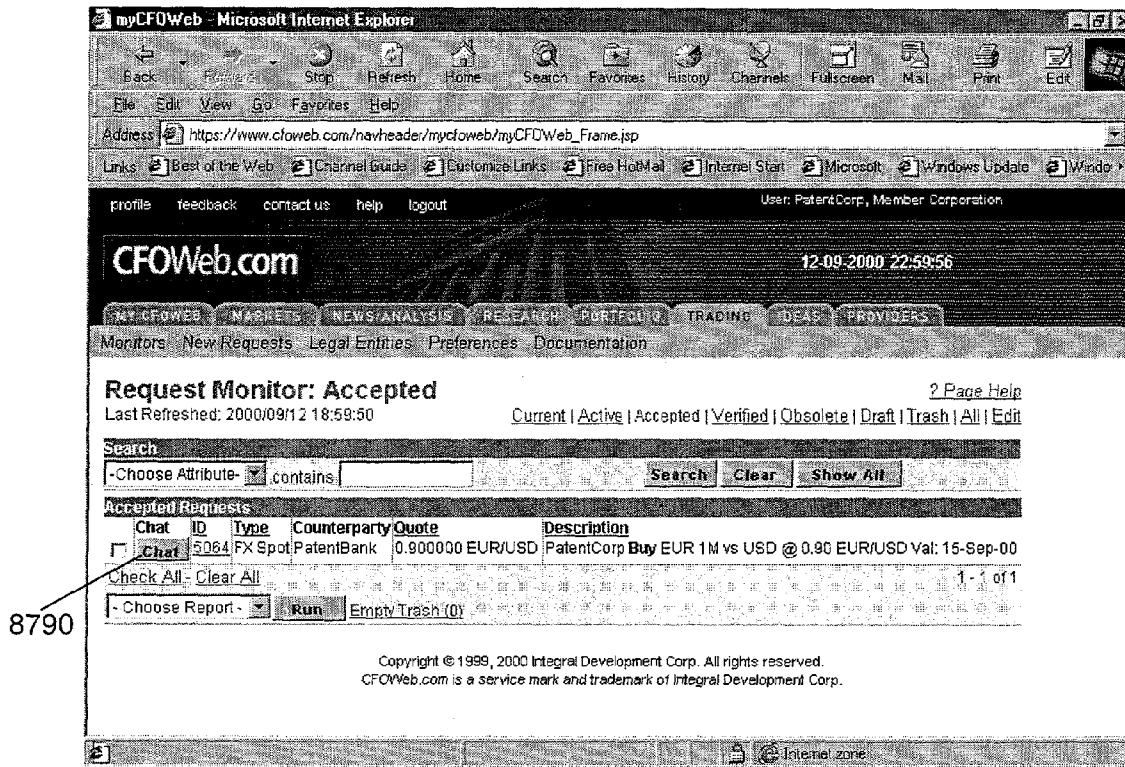 myCFOWeb - Microsoft Internet Explorer
Back Forward Stop Refresh Home Search Favorites History Channels Fullscreen Mail Print Edit
File Edit View Go Favorites Help
Address https://www.cfoweb.com/navheader/mycfoweb/myCFOWeb_Frame.jsp
Links Best of the Web Channel Guide Customize Links Free HotMail Internet Start Microsoft Windows Update Windo
profile feedback contact us help logout User: PatentCorp, Member Corporation
CFOWeb.com 12-09-2000 22:59:56
MY CFOWEB MARKETS NEWS/ANALYSIS RESEARCH PORTFOLIO TRADING IDEAS PROVIDERS
Monitors New Requests Legal Entities Preferences Documentation
Request Monitor: Accepted ? Page Help
Last Refreshed: 2000/09/12 18:59:50 Current | Active | Accepted | Verified | Obsolete | Draft | Trash | All | Edit
Search
-Choose Attribute- contains Search Clear Show All
Accepted Requests
Chat ID Type Counterparty Quote Description
Chat 5064 FX Spot PatentBank 0.900000 EUR/USD PatentCorp Buy EUR 1M vs USD @ 0.90 EUR/USD Val: 15-Sep-00
Check All - Clear All 1 - 1 of 1
- Choose Report - Run Empty Trash (0)
8790
Copyright © 1999, 2000 Integral Development Corp. All rights reserved.
CFOWeb.com is a service mark and trademark of Integral Development Corp.
Internet zone